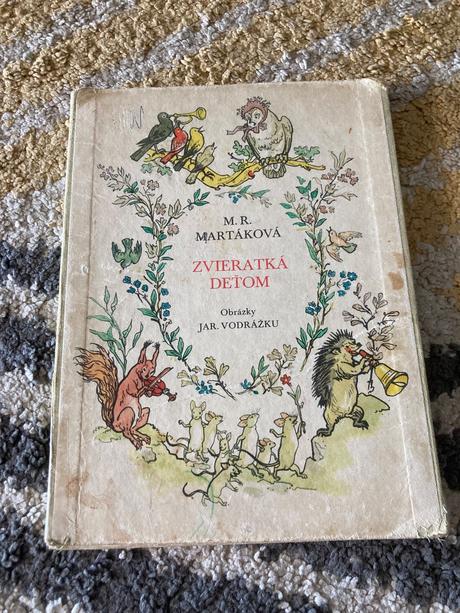 M. R.
MARTÁKOVÁ
ZVIERATKÁ
DEŤOM
Obrázky
JAR. VODRÁŽKU